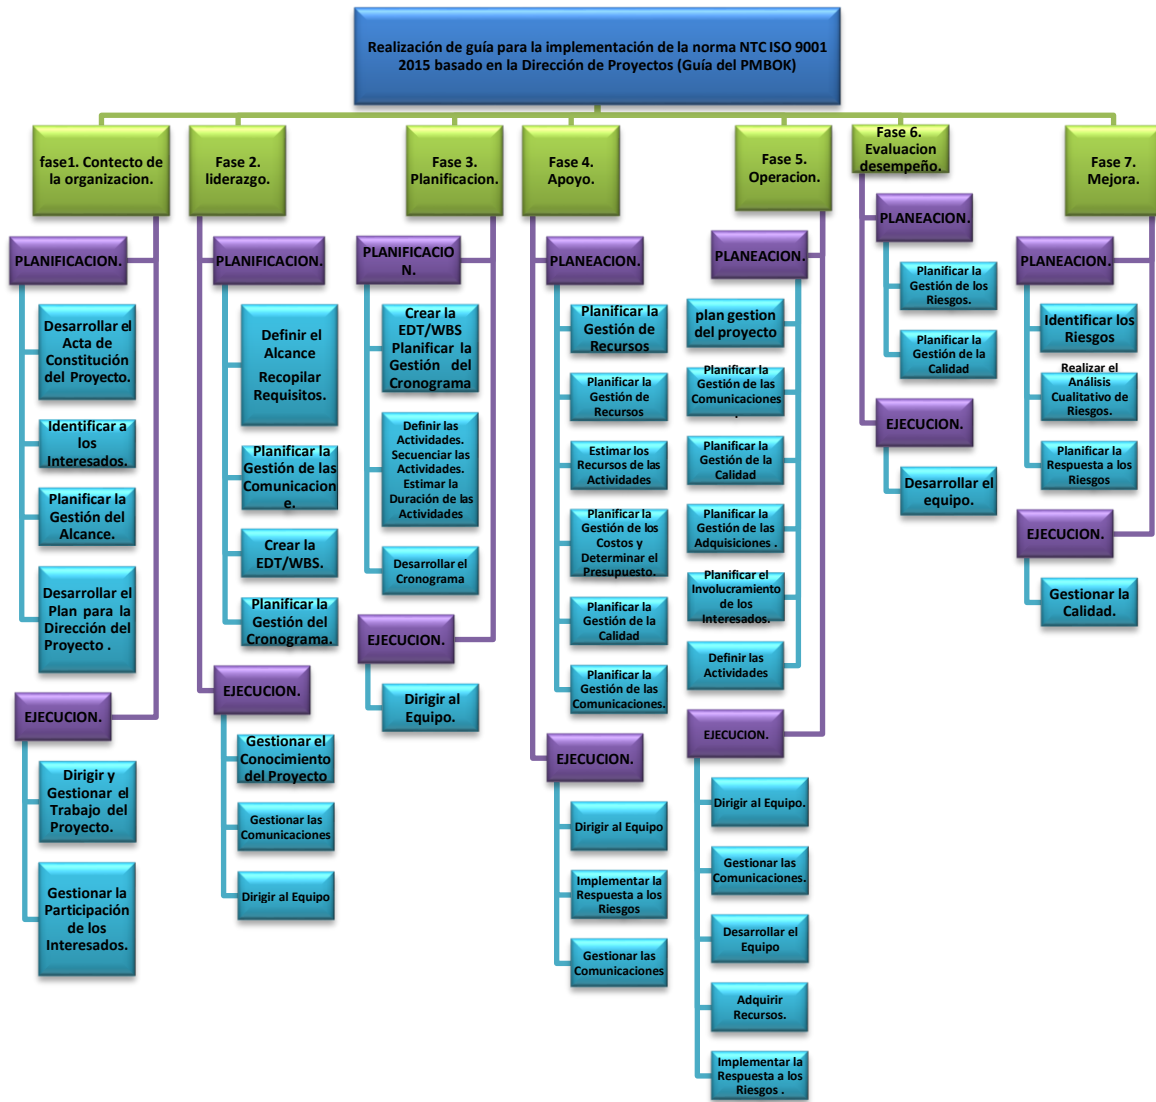 Realización de guía para la implementación de la norma NTC ISO 9001
2015 basado en la Dirección de Proyectos (Guía del PMBOK)
fase1. Contecto de
la organizacion.
PLANIFICACION.
Desarrollar el
Acta de
Constitución
del Proyecto.
Identificar a
los
Interesados.
Planificar la
Gestión del
Alcance.
Desarrollar el
Plan para la
Dirección del
Proyecto .
EJECUCION.
Dirigir y
Gestionar el
Trabajo del
Proyecto.
Gestionar la
Participación
de los
Interesados.
Fase 2.
liderazgo.
PLANIFICACION.
Definir el
Alcance
Recopilar
Requisitos.
Planificar la
Gestión de las
Comunicacione
.
Crear la
EDT/WBS.
Planificar la
Gestión del
Cronograma.
EJECUCION.
Gestionar el
Conocimiento
del Proyecto
Gestionar las
Comunicaciones
Dirigir al Equipo
Fase 3.
Planificacion.
PLANIFICACIO
N.
Crear la
EDT/WBS
Planificar la
Gestión del
Cronograma
Definir las
Actividades.
Secuenciar las
Actividades.
Estimar la
Duración de las
Actividades
Desarrollar el
Cronograma
EJECUCION.
Dirigir al
Equipo.
Fase 4.
Apoyo.
PLANEACION.
Planificar la
Gestión de
Recursos
Planificar la
Gestión de
Recursos
Estimar los
Recursos de las
Actividades
Planificar la
Gestión de los
Costos y
Determinar el
Presupuesto.
Planificar la
Gestión de la
Calidad
Planificar la
Gestión de las
Comunicaciones.
EJECUCION.
Dirigir al Equipo
Implementar la
Respuesta a los
Riesgos
Gestionar las
Comunicaciones
Fase 5.
Operacion.
PLANEACION.
plan gestion
del proyecto
Planificar la
Gestión de las
Comunicaciones
.
Planificar la
Gestión de la
Calidad
Planificar la
Gestión de las
Adquisiciones .
Planificar el
Involucramiento
de los
Interesados.
Definir las
Actividades
EJECUCION.
Dirigir al Equipo.
Gestionar las
Comunicaciones.
Desarrollar el
Equipo
Adquirir
Recursos.
Implementar la
Respuesta a los
Riesgos .
Fase 6.
Evaluacion
desempeño.
PLANEACION.
Planificar la
Gestión de los
Riesgos.
Planificar la
Gestión de la
Calidad
EJECUCION.
Desarrollar el
equipo.
Fase 7.
Mejora.
PLANEACION.
Identificar los
Riesgos
Realizar el
Análisis
Cualitativo de
Riesgos.
Planificar la
Respuesta a los
Riesgos
EJECUCION.
Gestionar la
Calidad.